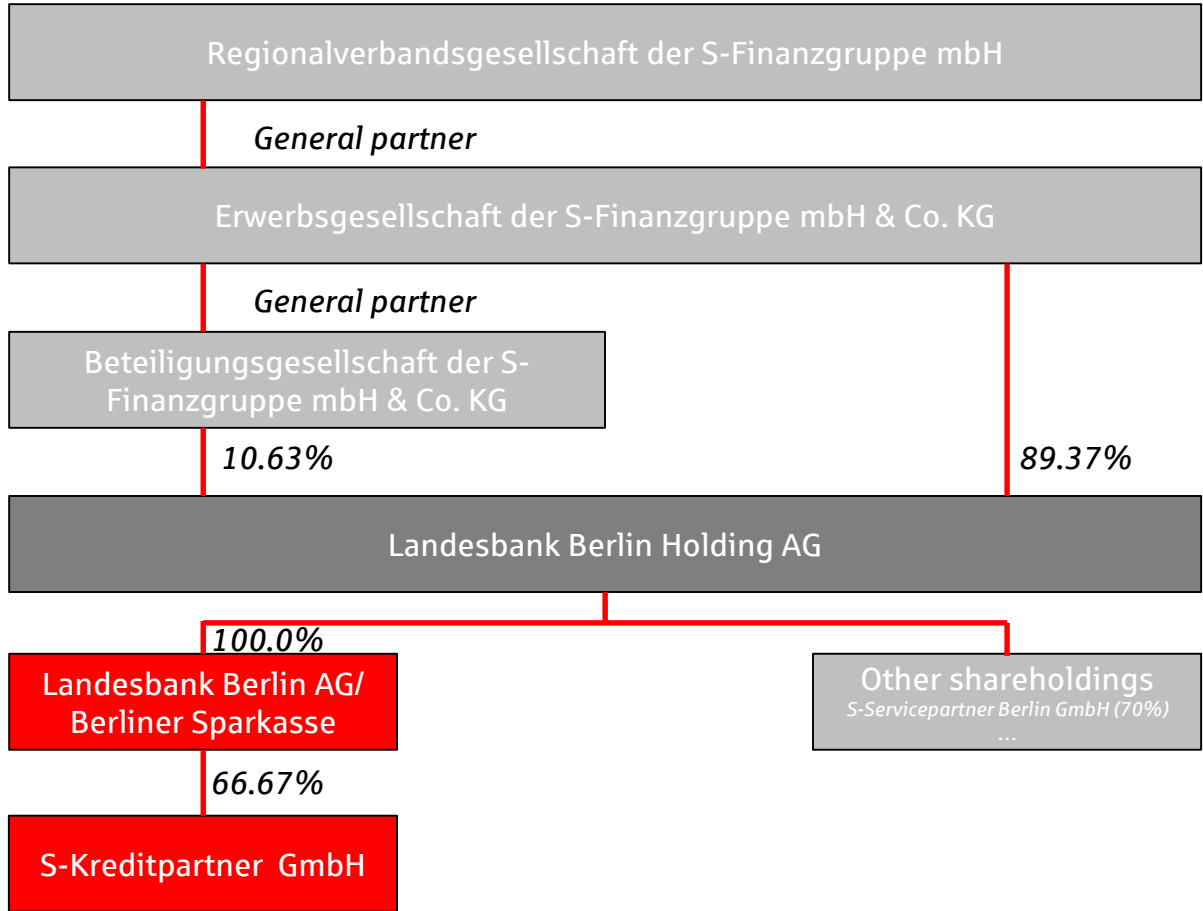 Regionalverbandsgesellschaft der S-Finanzgruppe mbH
General partner
Erwerbsgesellschaft der S-Finanzgruppe mbH & Co. KG
General partner
Beteiligungsgesellschaft der S-
Finanzgruppe mbH & Co. KG
10.63%
89.37%
Landesbank Berlin Holding AG
100.0%
Landesbank Berlin AG/
Berliner Sparkasse
Other shareholdings
S-Servicepartner Berlin GmbH (70%)
...
66.67%
S-Kreditpartner GmbH